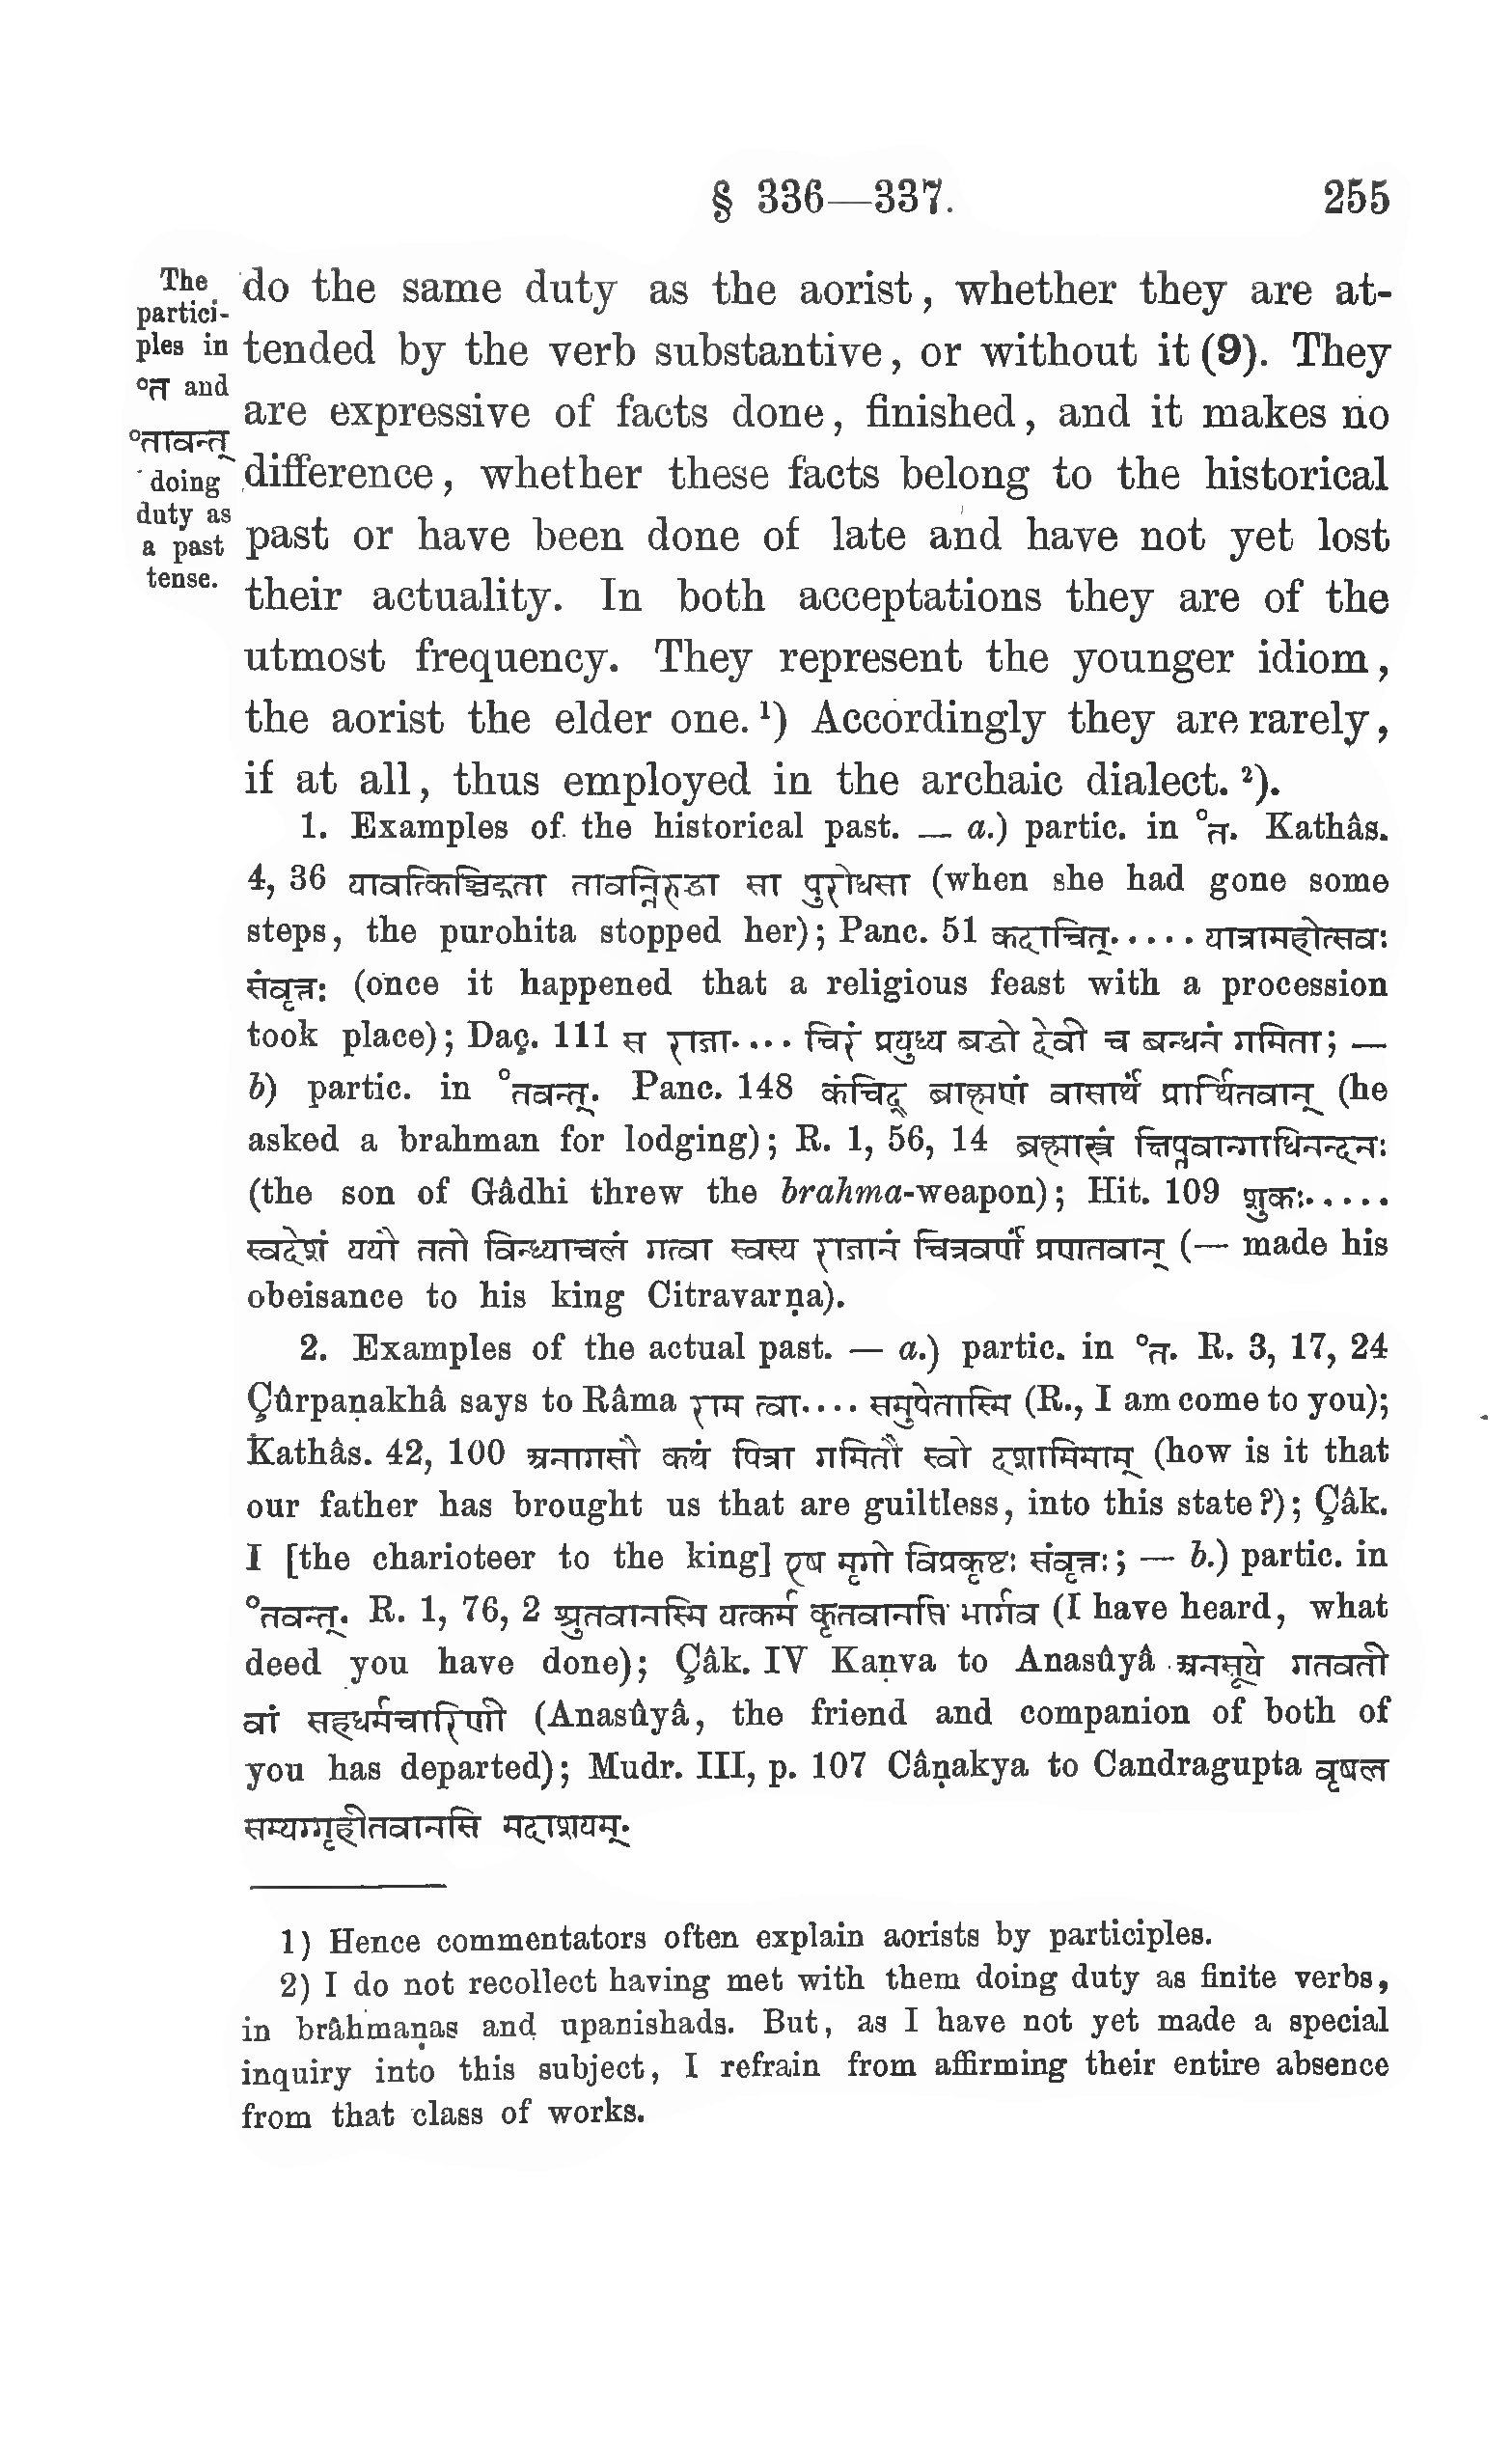 § 336—337.
255
The
partici-
ples in
°त and
°तावन्त्
doing
duty as
a past
tense.
do the same duty as the aorist, whether they are at-
tended by the verb substantive, or without it (9). They
are expressive of facts done, finished, and it makes no
difference, whether these facts belong to the historical
past or have been done of late and have not yet lost
their actuality. In both acceptations they are of the
utmost frequency. They represent the younger idiom,
the aorist the elder one. ¹) Accordingly they are rarely,
if at all, thus employed in the archaic dialect. ²).
1. Examples of the historical past. — a.) partic. in °त. Kathâs.
4, 36 यावत्किञ्चिद्गता तावन्निरुद्धा सा पुरोधसा (when she had gone some
steps, the purohita stopped her); Panc. 51 कदाचित्..... यात्रामहोत्सवः
संवृत्तः (once it happened that a religious feast with a procession
took place); Daç. 111 स राज्ञा.... चिरं प्रयुध्य बद्धो देवी च बन्धनं गमिता; —
b) partic. in °तवन्त्. Panc. 148 कंचिद् ब्राह्मणं वासार्थं प्रार्थितवान् (he
asked a brahman for lodging); R. 1, 56, 14 ब्रह्मास्त्रं क्षिप्तवान्गाधिनन्दनः
(the son of Gâdhi threw the brahma-weapon); Hit. 109 शुकः.....
स्वदेशं ययौ ततो विन्ध्याचलं गत्वा स्वस्य राजानं चित्रवर्णं प्रणतवान् (— made his
obeisance to his king Citravarṇa).
2. Examples of the actual past. — a.) partic. in °त. R. 3, 17, 24
Çûrpaṇakhâ says to Râma राम त्वा.... समुपेतास्मि (R., I am come to you);
Kathâs. 42, 100 अनागसौ कथं पित्रा गमितौ स्वो दशामिमाम् (how is it that
our father has brought us that are guiltless, into this state?); Çâk.
I [the charioteer to the king] एष मृगो विप्रकृष्टः संवृत्तः; — b.) partic. in
°तवन्त्. R. 1, 76, 2 श्रुतवानस्मि यत्कर्म कृतवानसि भार्गव (I have heard, what
deed you have done); Çâk. IV Kaṇva to Anasûyâ अनसूये गतवती
वां सहधर्मचारिणी (Anasûyâ, the friend and companion of both of
you has departed); Mudr. III, p. 107 Câṇakya to Candragupta वृषल
सम्यग्गृहीतवानसि मदाशयम्.
1) Hence commentators often explain aorists by participles.
2) I do not recollect having met with them doing duty as finite verbs,
in brâhmaṇas and upanishads. But, as I have not yet made a special
inquiry into this subject, I refrain from affirming their entire absence
from that class of works.